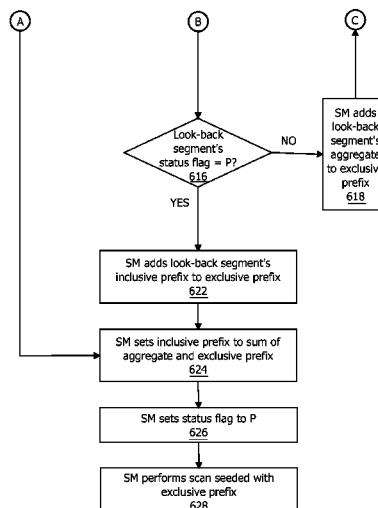 A
B
C
Look-back
segment's
status flag = P?
616
NO
YES
SM adds
look-back
segment's
aggregate
to exclusive
prefix
618
SM adds look-back segment's
inclusive prefix to exclusive prefix
622
SM sets inclusive prefix to sum of
aggregate and exclusive prefix
624
SM sets status flag to P
626
SM performs scan seeded with
exclusive prefix
628